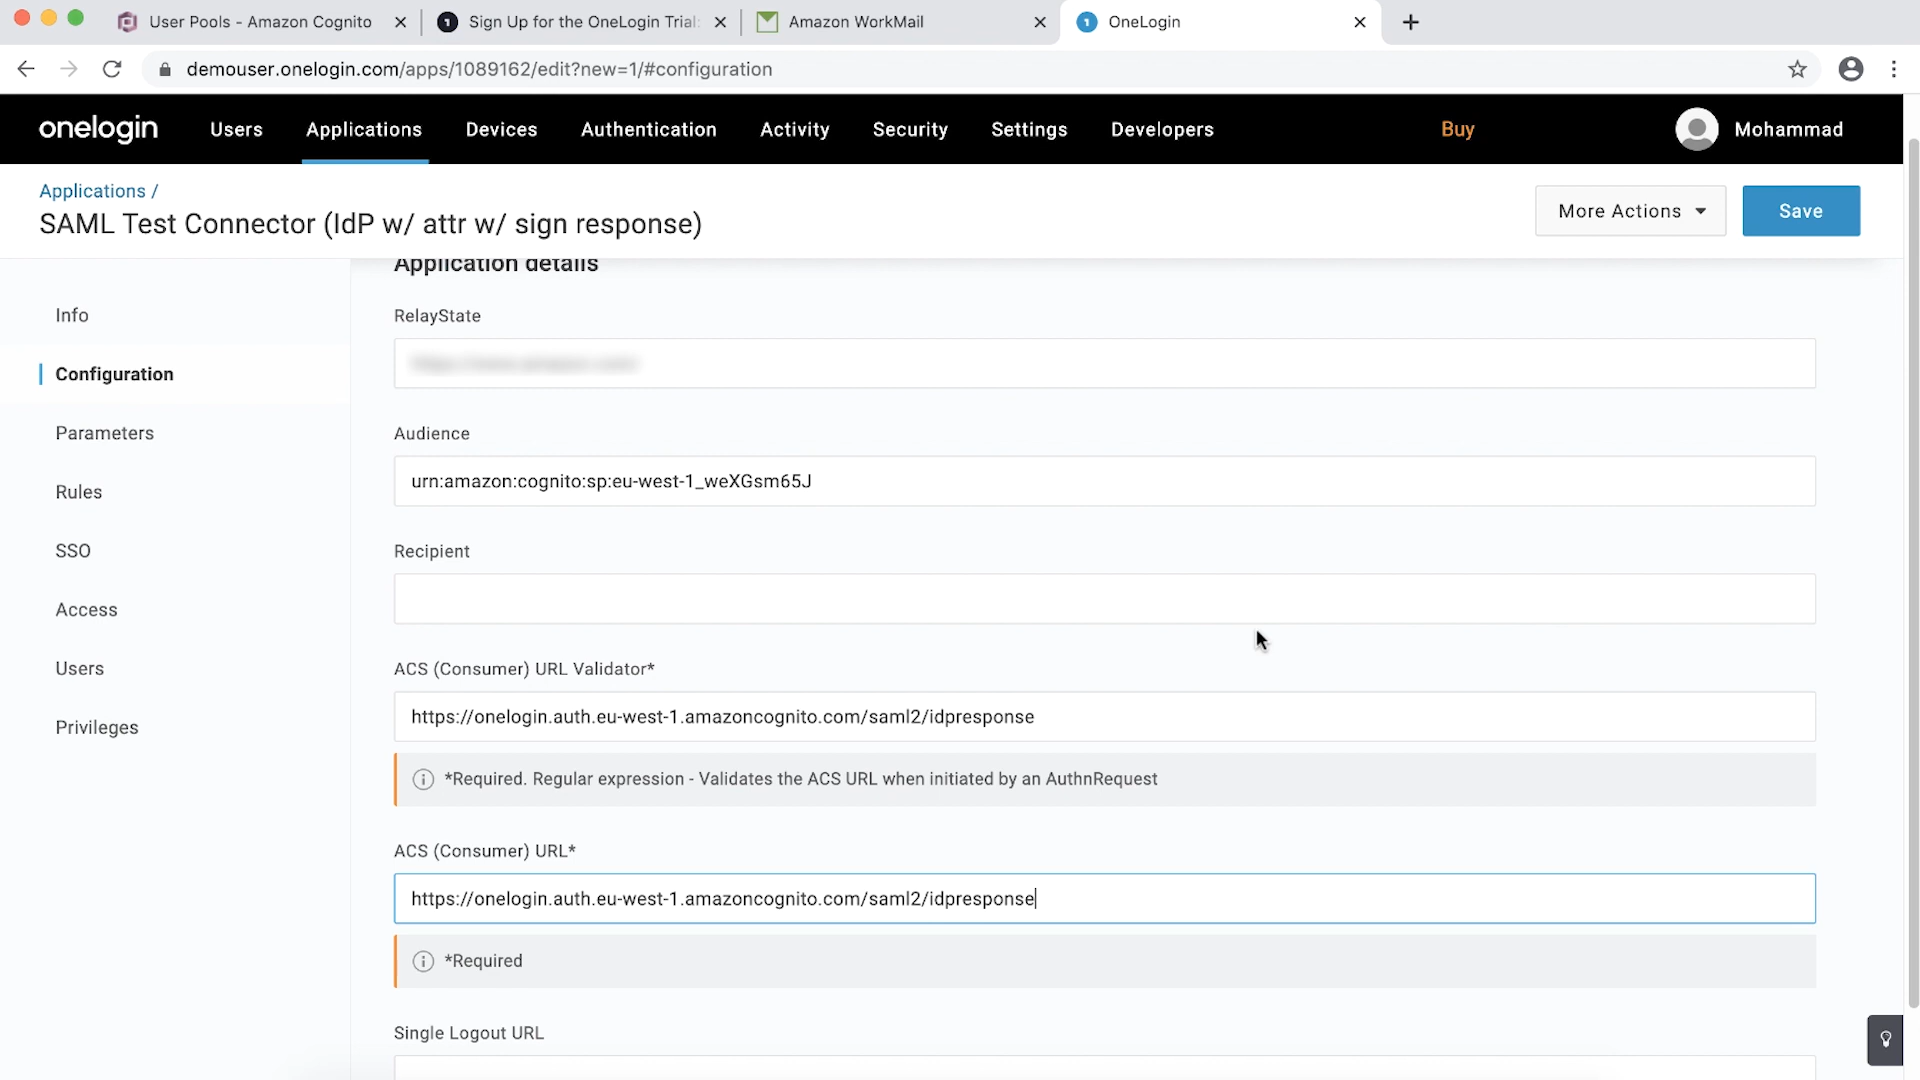 User Pools - Amazon Cognito
Sign Up for the OneLogin Trial:
Amazon WorkMail
OneLogin
demouser.onelogin.com/apps/1089162/edit?new=1/#configuration
onelogin
Users
Applications
Devices
Authentication
Activity
Security
Settings
Developers
Buy
Mohammad
Applications /
SAML Test Connector (IdP w/ attr w/ sign response)
More Actions
Save
Application details
Info
Configuration
Parameters
Rules
SSO
Access
Users
Privileges
RelayState
Audience
urn:amazon:cognito:sp:eu-west-1_weXGsm65J
Recipient
ACS (Consumer) URL Validator*
https://onelogin.auth.eu-west-1.amazoncognito.com/saml2/idpresponse
*Required. Regular expression - Validates the ACS URL when initiated by an AuthnRequest
ACS (Consumer) URL*
https://onelogin.auth.eu-west-1.amazoncognito.com/saml2/idpresponse
*Required
Single Logout URL